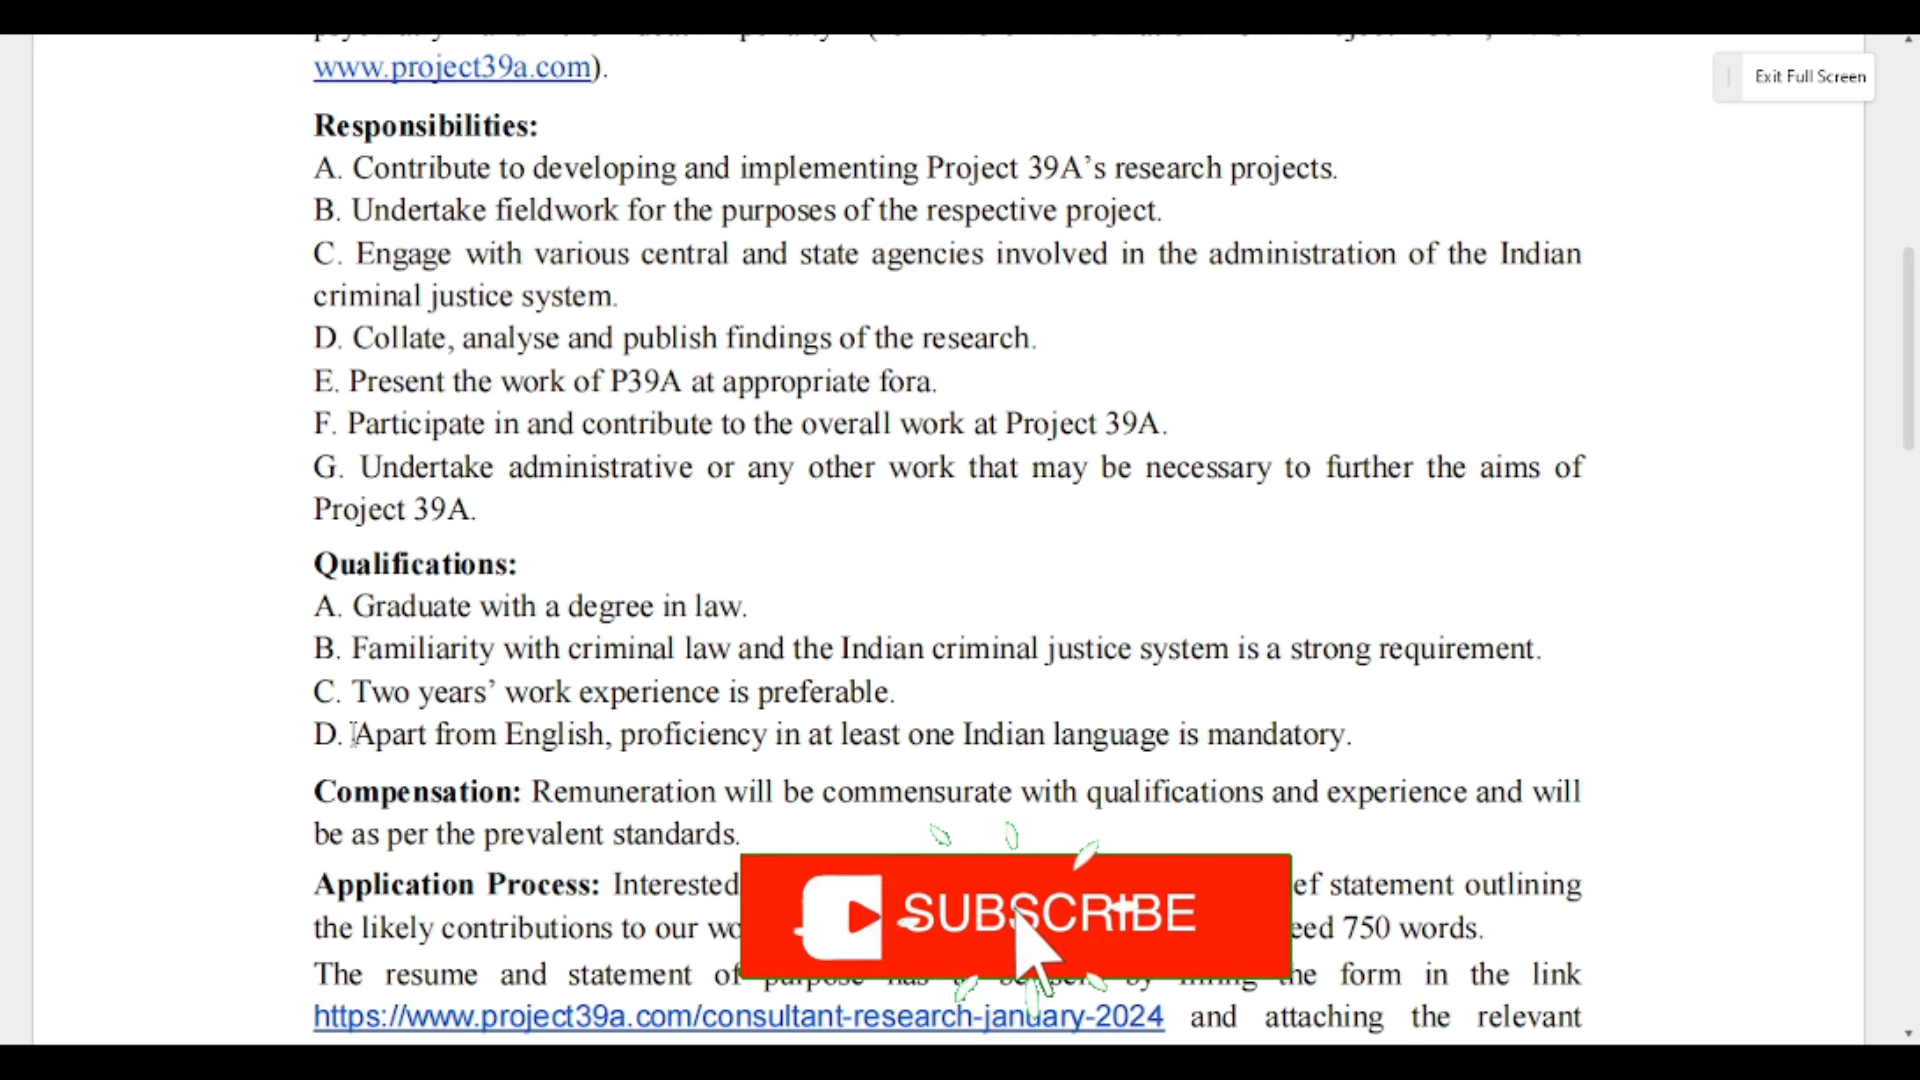 www.project39a.com).
Exit Full Screen
Responsibilities:
A. Contribute to developing and implementing Project 39A’s research projects.
B. Undertake fieldwork for the purposes of the respective project.
C. Engage with various central and state agencies involved in the administration of the Indian
criminal justice system.
D. Collate, analyse and publish findings of the research.
E. Present the work of P39A at appropriate fora.
F. Participate in and contribute to the overall work at Project 39A.
G. Undertake administrative or any other work that may be necessary to further the aims of
Project 39A.
Qualifications:
A. Graduate with a degree in law.
B. Familiarity with criminal law and the Indian criminal justice system is a strong requirement.
C. Two years’ work experience is preferable.
D. Apart from English, proficiency in at least one Indian language is mandatory.
Compensation: Remuneration will be commensurate with qualifications and experience and will
be as per the prevalent standards.
Application Process: Interested statement outlining
the likely contributions to our 750 words.
SUBSCRIBE
The resume and statement of form in the link
https://www.project39a.com/consultant-research-january-2024 and attaching the relevant